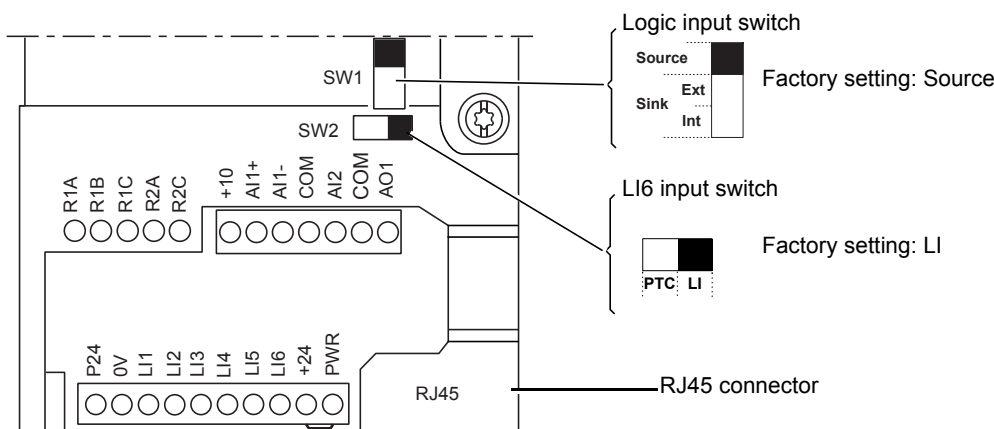 Logic input switch
SW1
Source
Ext
Sink
Int
Factory setting: Source
SW2
R1A
R1B
R1C
R2A
R2C
+10
AI1+
AI1-
COM
AI2
COM
AO1
LI6 input switch
Factory setting: LI
PTC LI
P24
0V
LI1
LI2
LI3
LI4
LI5
LI6
+24
PWR
RJ45
RJ45 connector